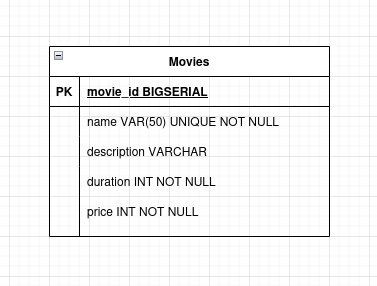 Movies
PK movie_id BIGSERIAL
name VAR(50) UNIQUE NOT NULL
description VARCHAR
duration INT NOT NULL
price INT NOT NULL